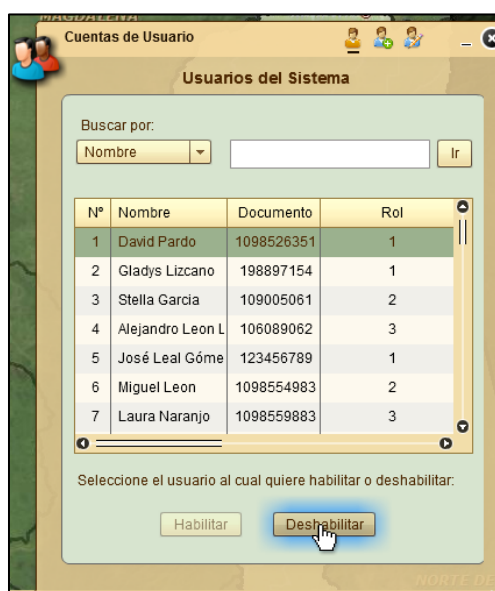 MAGDALENA
Cuentas de Usuario
Usuarios del Sistema
Buscar por:
Nombre
Ir
Nº Nombre Documento Rol
1 David Pardo 1098526351 1
2 Gladys Lizcano 198897154 1
3 Stella Garcia 109005061 2
4 Alejandro Leon L 106089062 3
5 José Leal Góme 123456789 1
6 Miguel Leon 1098554983 2
7 Laura Naranjo 1098559883 3
Seleccione el usuario al cual quiere habilitar o deshabilitar:
Habilitar Deshabilitar
NORTE DE